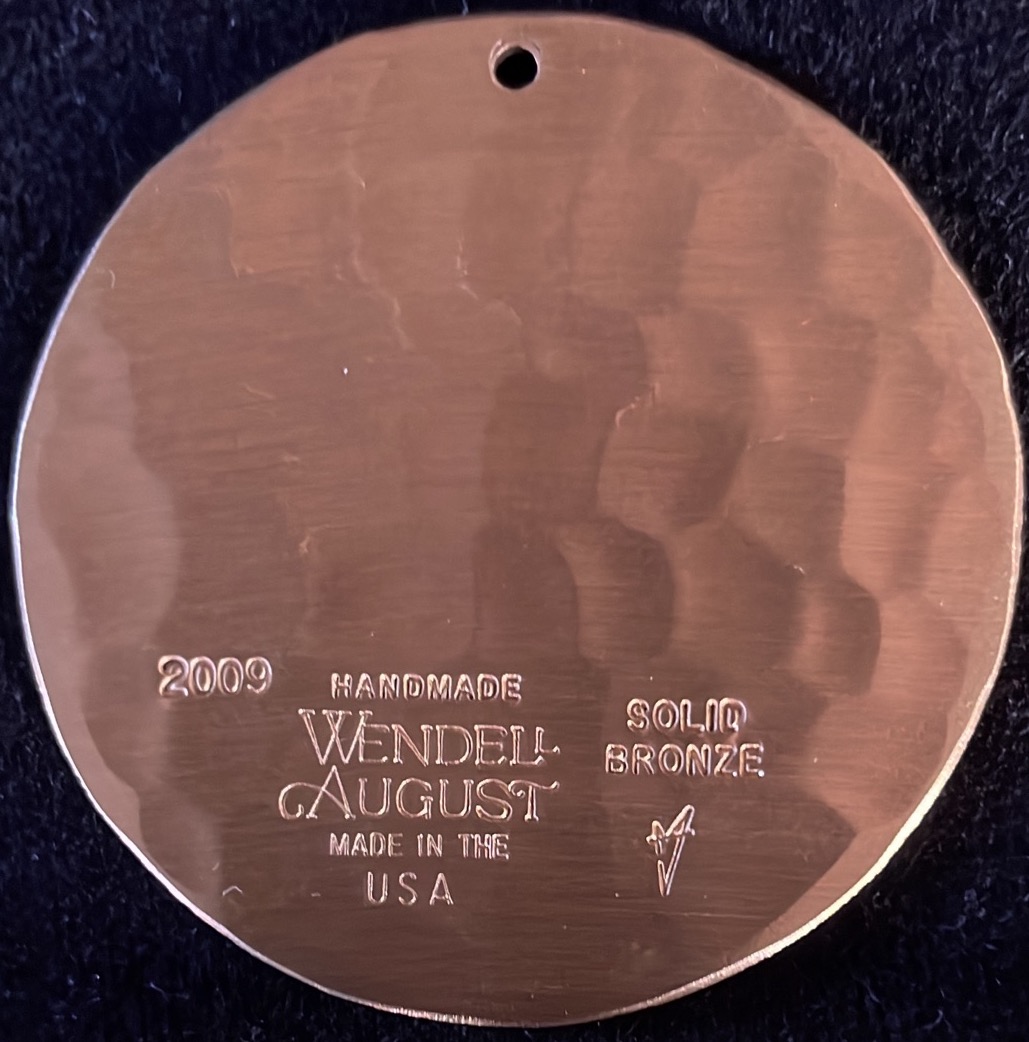 2009
HANDMADE
WENDELL
AUGUST
MADE IN THE
USA
SOLID
BRONZE